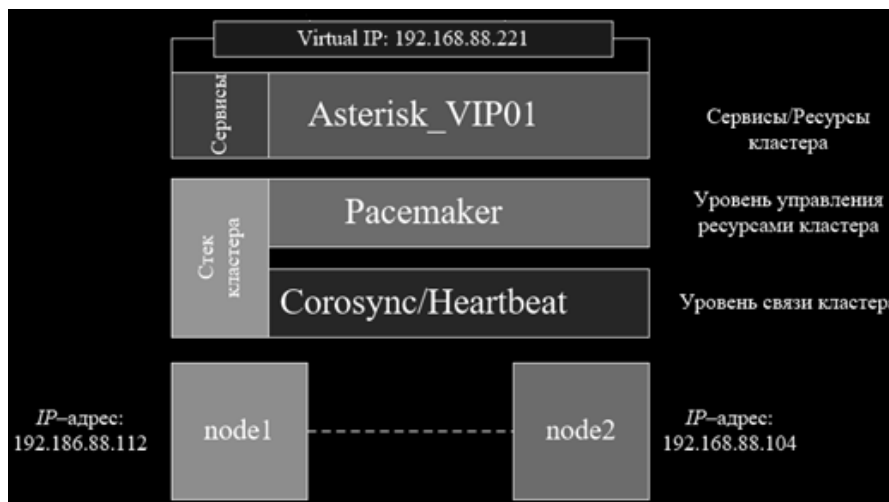 Virtual IP: 192.168.88.221
Сервисы
Asterisk_VIP01
Сервисы/Ресурсы
кластера
Стек
кластера
Pacemaker
Уровень управления
ресурсами кластера
Corosync/Heartbeat
Уровень связи кластер
IP–адрес:
192.186.88.112
node1
node2
IP–адрес:
192.168.88.104